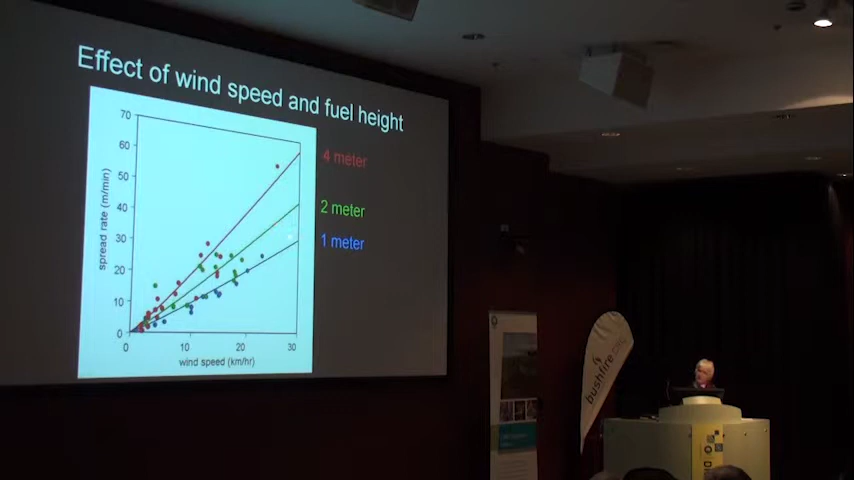 Effect of wind speed and fuel height
70
60
50
40
30
20
10
0
spread rate (m/min)
0
10
20
30
wind speed (km/hr)
4 meter
2 meter
1 meter
bushfire